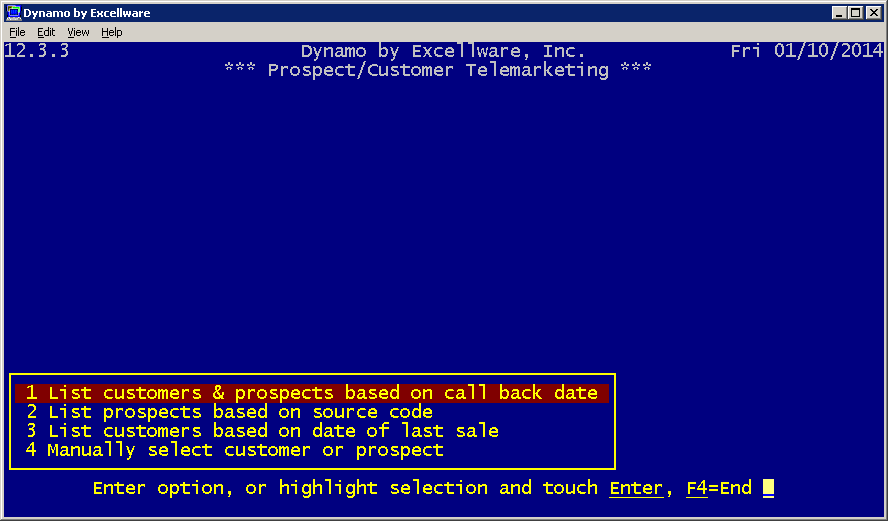 Dynamo by Excellware
File Edit View Help
12.3.3 Dynamo by Excellware, Inc. Fri 01/10/2014
*** Prospect/Customer Telemarketing ***
1 List customers & prospects based on call back date
2 List prospects based on source code
3 List customers based on date of last sale
4 Manually select customer or prospect
Enter option, or highlight selection and touch Enter, F4=End